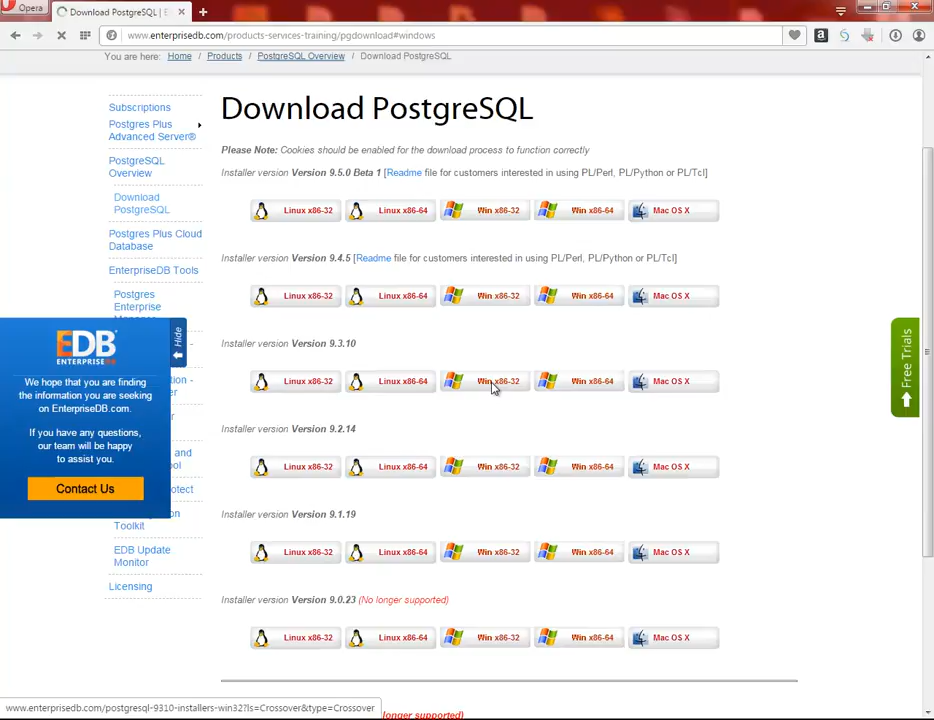 Opera
Download PostgreSQL | E
www.enterprisedb.com/products-services-training/pgdownload#windows
You are here: Home / Products / PostgreSQL Overview / Download PostgreSQL
Subscriptions
Postgres Plus
Advanced Server®
PostgreSQL
Overview
Download
PostgreSQL
Postgres Plus Cloud
Database
EnterpriseDB Tools
Postgres
Enterprise
Download PostgreSQL
Please Note: Cookies should be enabled for the download process to function correctly
Installer version Version 9.5.0 Beta 1 [Readme file for customers interested in using PL/Perl, PL/Python or PL/Tcl]
Linux x86-32 Linux x86-64 Win x86-32 Win x86-64 Mac OS X
Installer version Version 9.4.5 [Readme file for customers interested in using PL/Perl, PL/Python or PL/Tcl]
Linux x86-32 Linux x86-64 Win x86-32 Win x86-64 Mac OS X
Installer version Version 9.3.10
Linux x86-32 Linux x86-64 Win x86-32 Win x86-64 Mac OS X
Installer version Version 9.2.14
Linux x86-32 Linux x86-64 Win x86-32 Win x86-64 Mac OS X
Installer version Version 9.1.19
Linux x86-32 Linux x86-64 Win x86-32 Win x86-64 Mac OS X
Installer version Version 9.0.23 (No longer supported)
Linux x86-32 Linux x86-64 Win x86-32 Win x86-64 Mac OS X
longer supported)
EDB
ENTERPRISEDB
Hide
We hope that you are finding
the information you are seeking
on EnterpriseDB.com.
If you have any questions,
our team will be happy
to assist you.
Contact Us
and
Toolkit
EDB Update
Monitor
Licensing
Free Trials
www.enterprisedb.com/postgresql-9310-installers-win32?ls=Crossover&type=Crossover